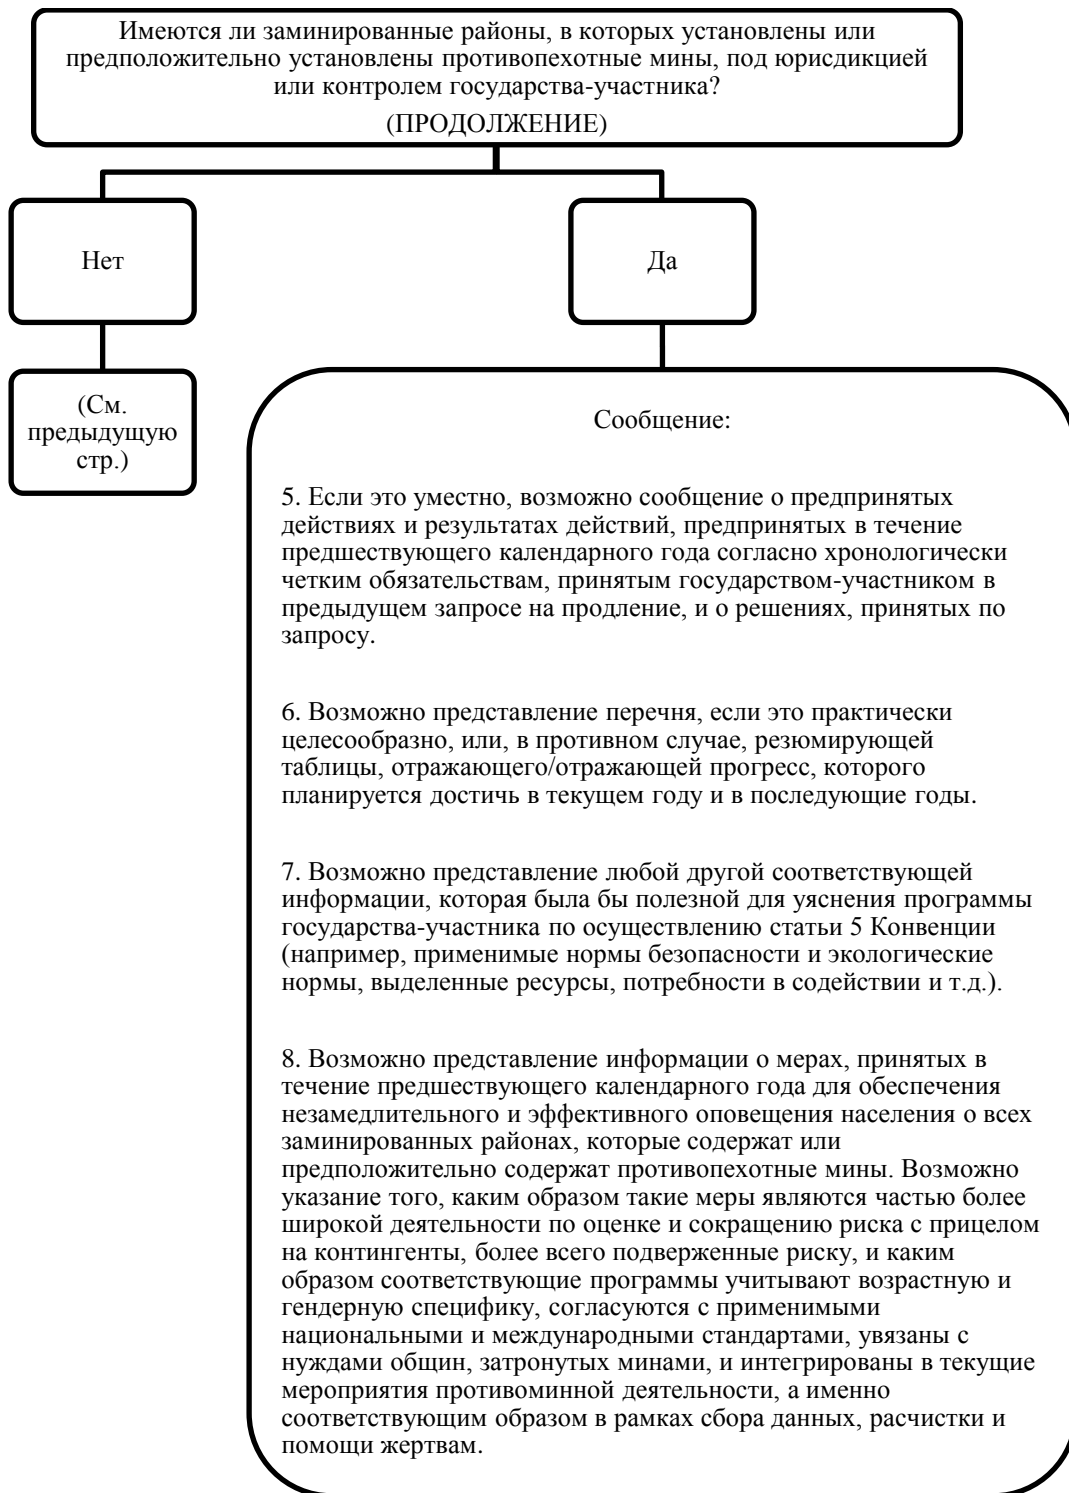 Имеются ли заминированные районы, в которых установлены или
предположительно установлены противопехотные мины, под юрисдикцией
или контролем государства-участника?
(ПРОДОЛЖЕНИЕ)
Нет
Да
(См.
предыдущую
стр.)
Сообщение:
5. Если это уместно, возможно сообщение о предпринятых
действиях и результатах действий, предпринятых в течение
предшествующего календарного года согласно хронологически
четким обязательствам, принятым государством-участником в
предыдущем запросе на продление, и о решениях, принятых по
запросу.
6. Возможно представление перечня, если это практически
целесообразно, или, в противном случае, резюмирующей
таблицы, отражающего/отражающей прогресс, которого
планируется достичь в текущем году и в последующие годы.
7. Возможно представление любой другой соответствующей
информации, которая была бы полезной для уяснения программы
государства-участника по осуществлению статьи 5 Конвенции
(например, применимые нормы безопасности и экологические
нормы, выделенные ресурсы, потребности в содействии и т.д.).
8. Возможно представление информации о мерах, принятых в
течение предшествующего календарного года для обеспечения
незамедлительного и эффективного оповещения населения о всех
заминированных районах, которые содержат или
предположительно содержат противопехотные мины. Возможно
указание того, каким образом такие меры являются частью более
широкой деятельности по оценке и сокращению риска с прицелом
на контингенты, более всего подверженные риску, и каким
образом соответствующие программы учитывают возрастную и
гендерную специфику, согласуются с применимыми
национальными и международными стандартами, увязаны с
нуждами общин, затронутых минами, и интегрированы в текущие
мероприятия противоминной деятельности, а именно
соответствующим образом в рамках сбора данных, расчистки и
помощи жертвам.